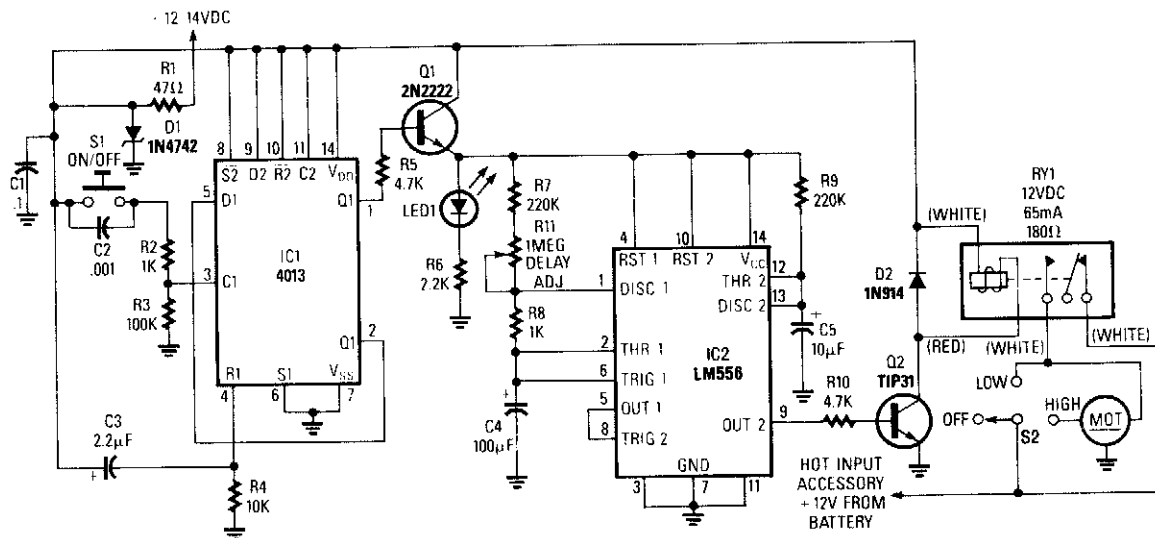 12 14VDC
R1
47Ω
D1
1N4742
S1
ON/OFF
C1
.1
C2
.001
R2
1K
R3
100K
8 9 10 11 14
S2 D2 R2 C2 VDD
5
D1
Q1
1
IC1
4013
3
C1
Q1
2
R1
S1
VSS
4
6
7
C3
2.2μF
+
R4
10K
Q1
2N2222
R5
4.7K
LED1
R6
2.2K
R7
220K
R11
1MEG
DELAY
ADJ
R8
1K
+
C4
100μF
4 10 14
RST 1 RST 2 VCC
1
DISC 1
12
THR 2
13
DISC 2
2
THR 1
6
TRIG 1
5
OUT 1
8
TRIG 2
IC2
LM556
9
OUT 2
GND
3 7 11
R9
220K
+
C5
10μF
R10
4.7K
Q2
TIP31
D2
1N914
RY1
12VDC
65mA
180Ω
(WHITE)
(RED)
(WHITE)
(WHITE)
LOW
OFF
HIGH
S2
MOT
HOT INPUT
ACCESSORY
+12V FROM
BATTERY